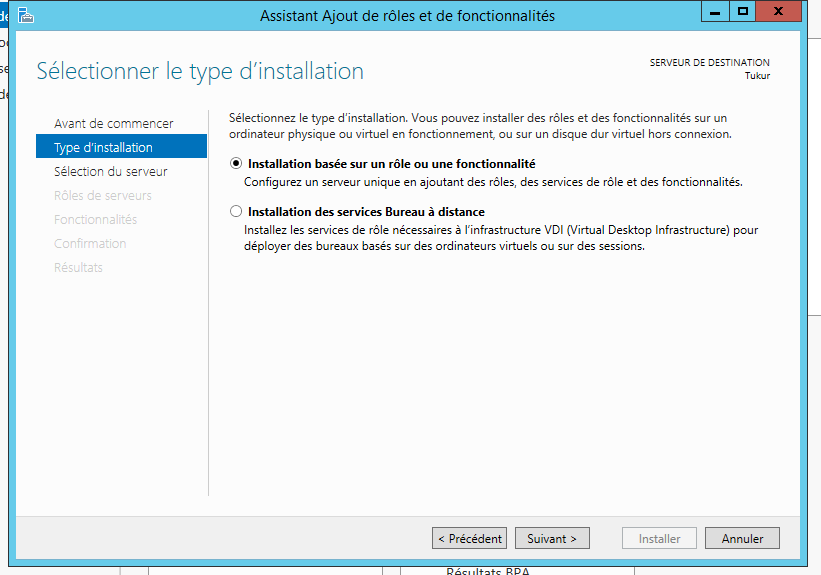 Assistant Ajout de rôles et de fonctionnalités
Sélectionner le type d’installation
SERVEUR DE DESTINATION
Tukur
Avant de commencer
Type d’installation
Sélection du serveur
Rôles de serveurs
Fonctionnalités
Confirmation
Résultats
Sélectionnez le type d’installation. Vous pouvez installer des rôles et des fonctionnalités sur un
ordinateur physique ou virtuel en fonctionnement, ou sur un disque dur virtuel hors connexion.
Installation basée sur un rôle ou une fonctionnalité
Configurez un serveur unique en ajoutant des rôles, des services de rôle et des fonctionnalités.
Installation des services Bureau à distance
Installez les services de rôle nécessaires à l’infrastructure VDI (Virtual Desktop Infrastructure) pour
déployer des bureaux basés sur des ordinateurs virtuels ou sur des sessions.
< Précédent
Suivant >
Installer
Annuler
Résultats BPA